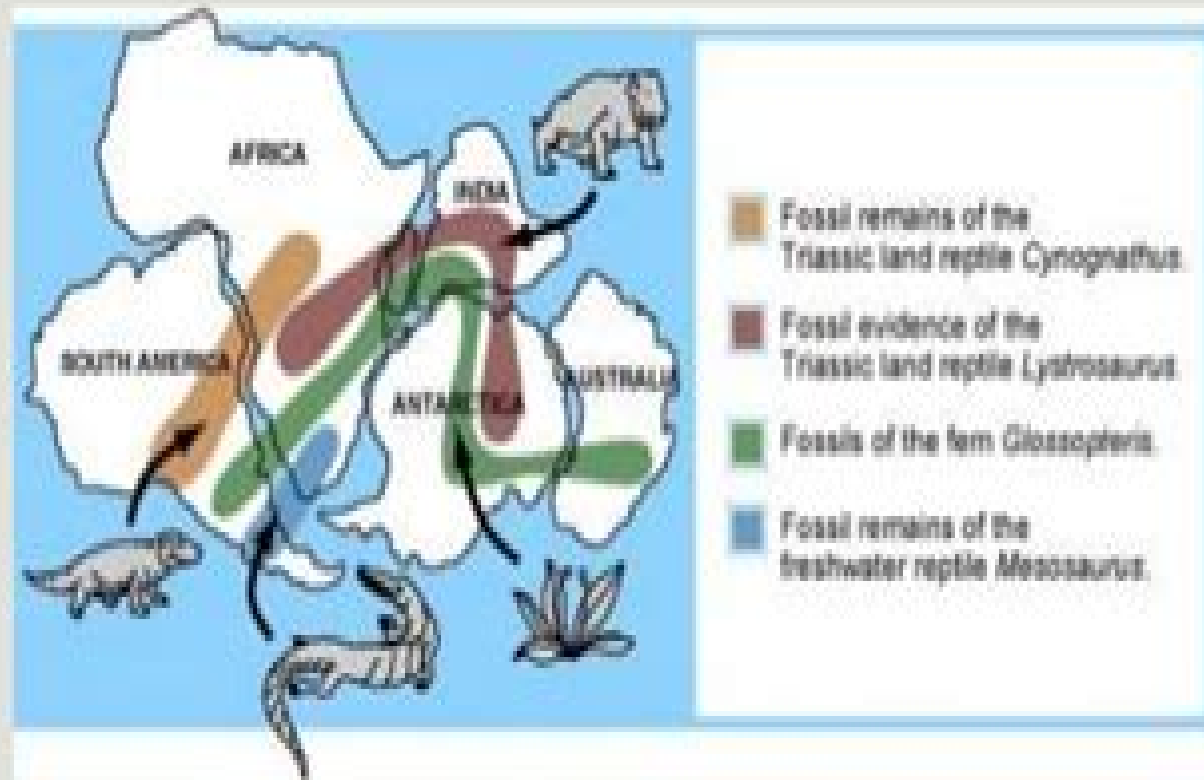 AFRICA
INDIA
SOUTH AMERICA
ANTARCTICA
AUSTRALIA
Fossil remains of the
Triassic land reptile Cynognathus.
Fossil evidence of the
Triassic land reptile Lystrosaurus.
Fossils of the fern Glossopteris.
Fossil remains of the
freshwater reptile Mesosaurus.